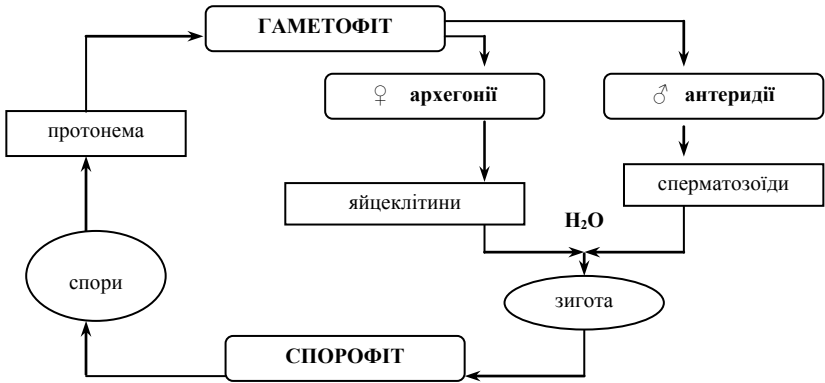 ГАМЕТОФІТ
♀ архегонії
♂ антеридії
протонема
яйцеклітини
сперматозоїди
H₂O
спори
зигота
СПОРОФІТ